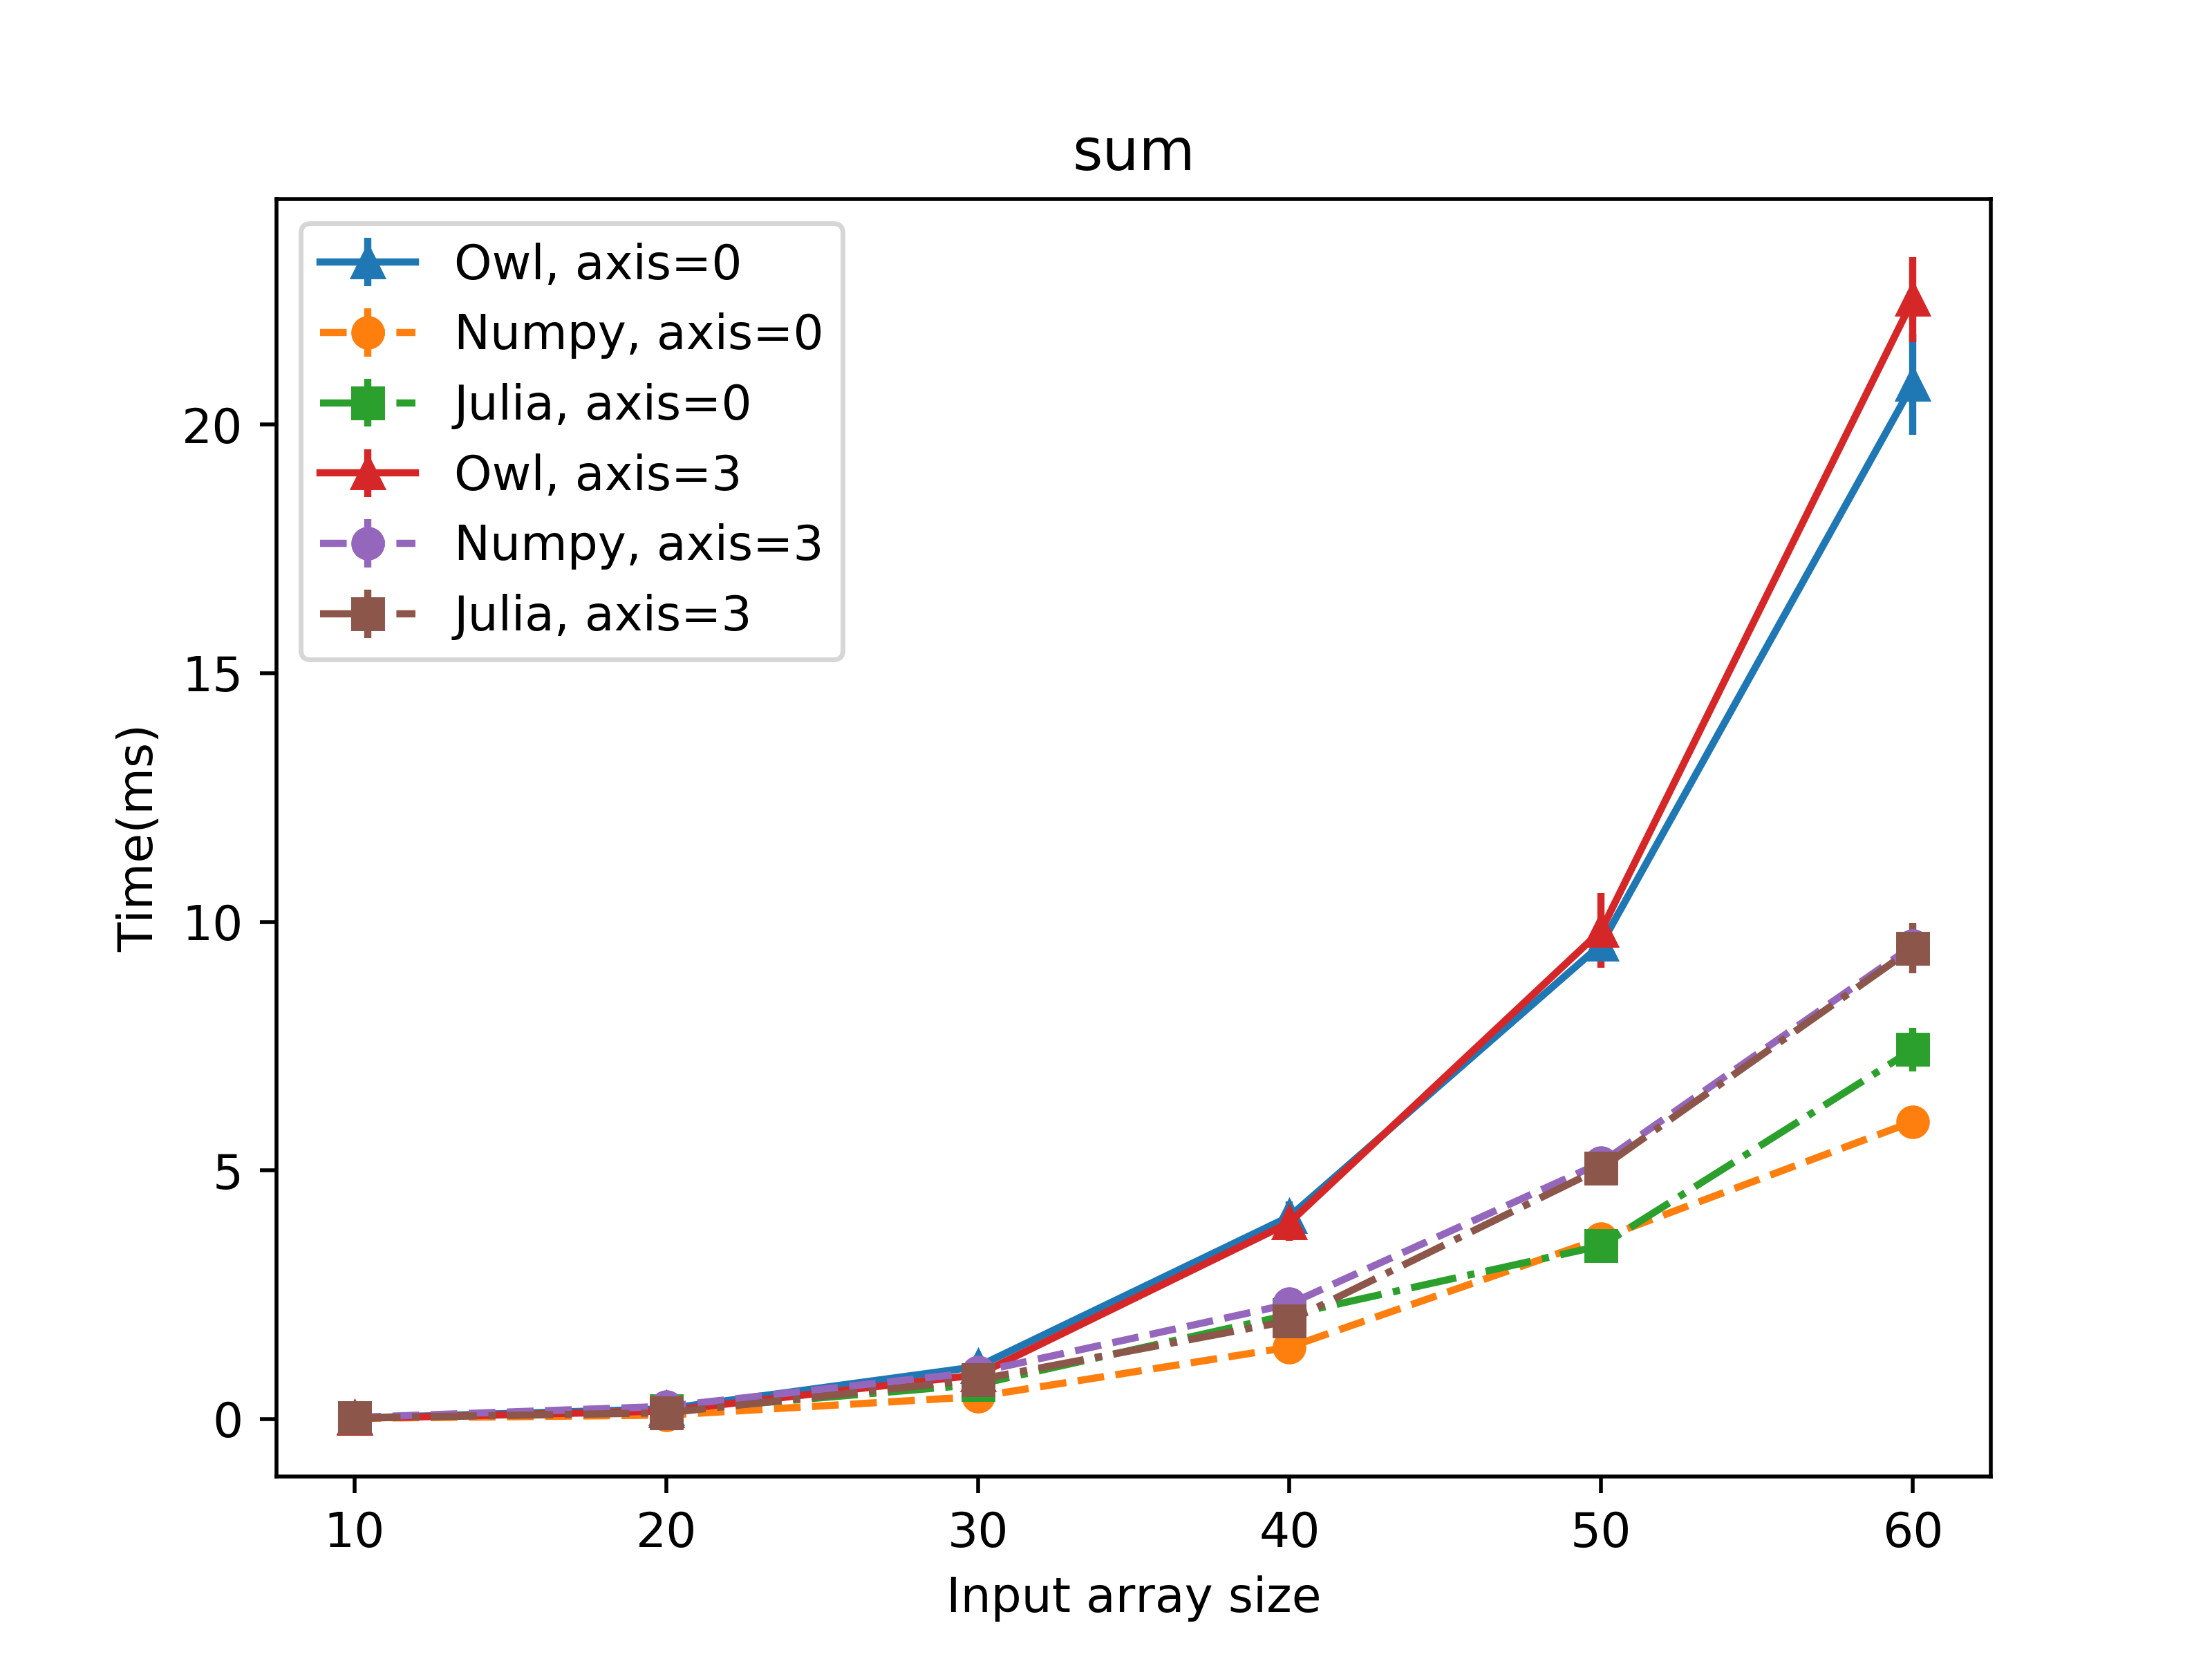 sum
Owl, axis=0
Numpy, axis=0
Julia, axis=0
Owl, axis=3
Numpy, axis=3
Julia, axis=3
Time(ms)
20
15
10
5
0
10 20 30 40 50 60
Input array size